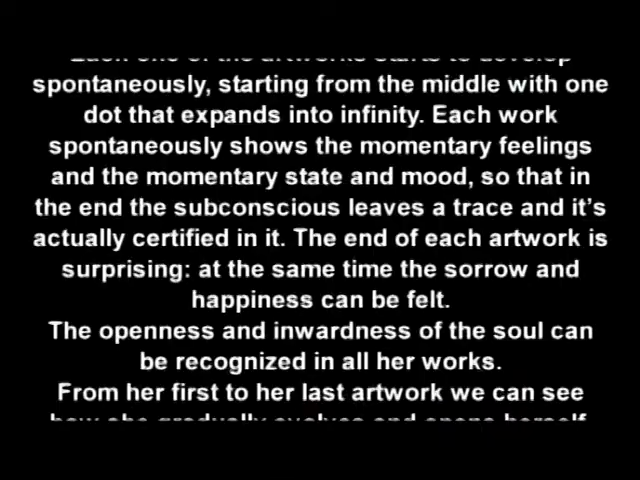 Each one of the artworks starts to develop
spontaneously, starting from the middle with one
dot that expands into infinity. Each work
spontaneously shows the momentary feelings
and the momentary state and mood, so that in
the end the subconscious leaves a trace and it’s
actually certified in it. The end of each artwork is
surprising: at the same time the sorrow and
happiness can be felt.
The openness and inwardness of the soul can
be recognized in all her works.
From her first to her last artwork we can see
how she gradually evolves and opens herself